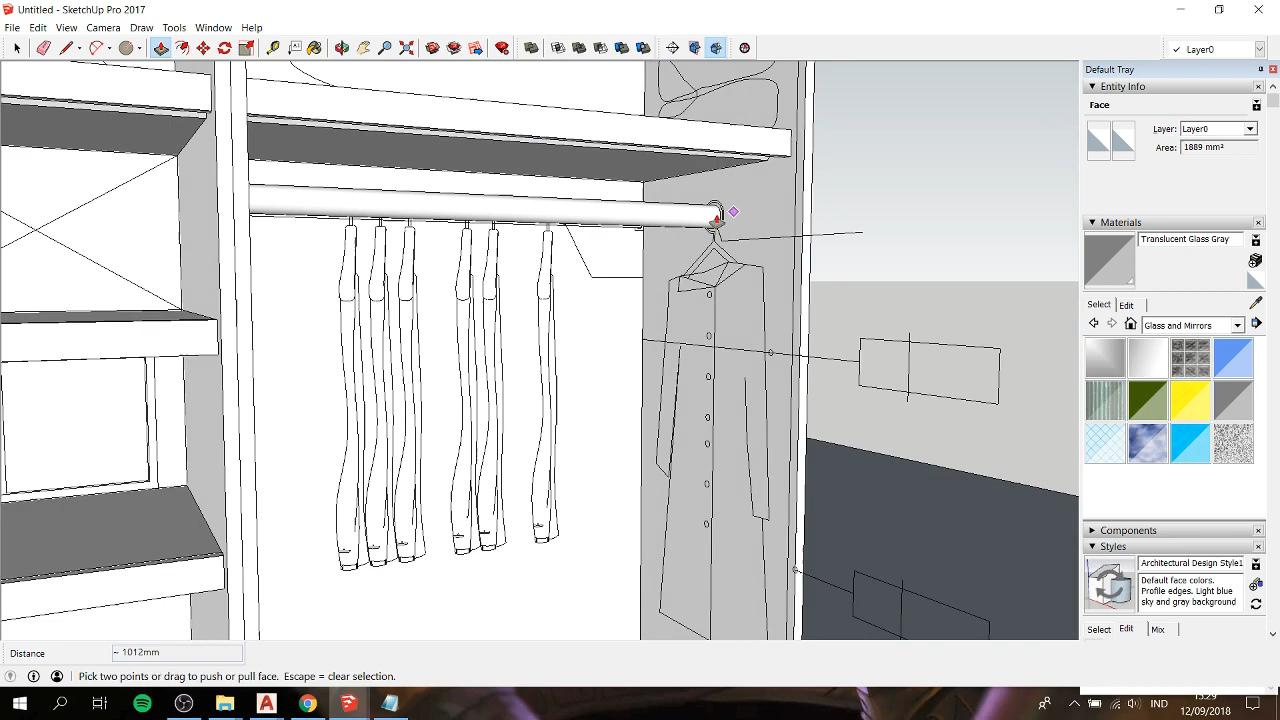 Untitled - SketchUp Pro 2017
File Edit View Camera Draw Tools Window Help
Layer0
Default Tray
Entity Info
Face
Layer: Layer0
Area: 1889 mm²
Materials
Translucent Glass Gray
Select Edit
Glass and Mirrors
Components
Styles
Architectural Design Style1
Default face colors.
Profile edges. Light blue
sky and gray background
Select Edit Mix
Distance ~ 1012mm
Pick two points or drag to push or pull face. Escape = clear selection.
IND
15:29
12/09/2018